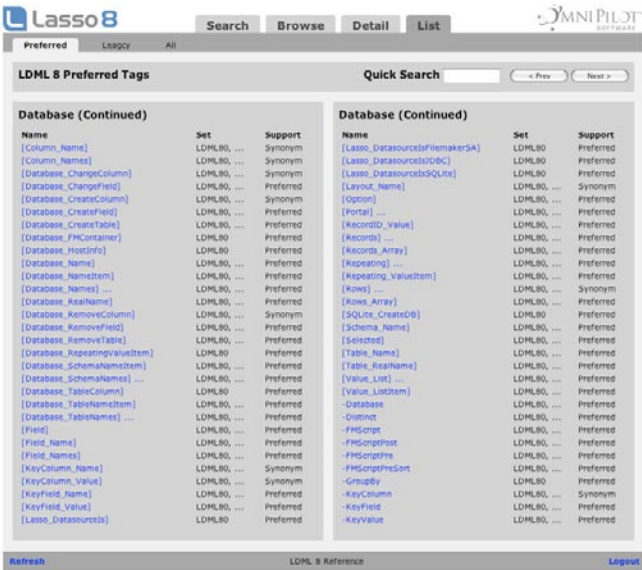 Lasso 8
Search Browse Detail List
OMNIPILOT
SOFTWARE
Preferred Leagcy All
LDML 8 Preferred Tags Quick Search < Prev Next >
Database (Continued)
Name Set Support
[Column_Name] LDML80, ... Synonym
[Column_Names] LDML80, ... Synonym
[Database_ChangeColumn] LDML80, ... Synonym
[Database_ChangeField] LDML80, ... Preferred
[Database_CreateColumn] LDML80, ... Synonym
[Database_CreateField] LDML80, ... Preferred
[Database_CreateTable] LDML80, ... Preferred
[Database_FMContainer] LDML80 Preferred
[Database_HostInfo] LDML80 Preferred
[Database_Name] LDML80, ... Preferred
[Database_NameItem] LDML80, ... Preferred
[Database_Names] ... LDML80, ... Preferred
[Database_RealName] LDML80, ... Preferred
[Database_RemoveColumn] LDML80, ... Synonym
[Database_RemoveField] LDML80, ... Preferred
[Database_RemoveTable] LDML80, ... Preferred
[Database_RepeatingValueItem] LDML80 Preferred
[Database_SchemaNameItem] LDML80, ... Preferred
[Database_SchemaNames] ... LDML80, ... Preferred
[Database_TableColumn] LDML80 Preferred
[Database_TableNameItem] LDML80, ... Preferred
[Database_TableNames] ... LDML80, ... Preferred
[Field] LDML80, ... Preferred
[Field_Name] LDML80, ... Preferred
[Field_Names] LDML80, ... Preferred
[KeyColumn_Name] LDML80, ... Synonym
[KeyColumn_Value] LDML80, ... Synonym
[KeyField_Name] LDML80, ... Preferred
[KeyField_Value] LDML80, ... Preferred
[Lasso_DatasourceIs] LDML80 Preferred
Database (Continued)
Name Set Support
[Lasso_DatasourceIsFilemakerSA] LDML80 Preferred
[Lasso_DatasourceIsJDBC] LDML80 Preferred
[Lasso_DatasourceIsSQLite] LDML80 Preferred
[Layout_Name] LDML80, ... Synonym
[Option] LDML80, ... Preferred
[Portal] ... LDML80, ... Preferred
[RecordID_Value] LDML80, ... Preferred
[Records] ... LDML80, ... Preferred
[Records_Array] LDML80, ... Preferred
[Repeating] ... LDML80, ... Preferred
[Repeating_ValueItem] LDML80, ... Preferred
[Rows] ... LDML80, ... Synonym
[Rows_Array] LDML80, ... Preferred
[SQLite_CreateDB] LDML80 Preferred
[Schema_Name] LDML80, ... Preferred
[Selected] LDML80, ... Preferred
[Table_Name] LDML80, ... Preferred
[Table_RealName] LDML80, ... Preferred
[Value_List] ... LDML80, ... Preferred
[Value_ListItem] LDML80, ... Preferred
-Database LDML80, ... Preferred
-Distinct LDML80, ... Preferred
-FMScript LDML80, ... Preferred
-FMScriptPost LDML80, ... Preferred
-FMScriptPre LDML80, ... Preferred
-FMScriptPreSort LDML80, ... Preferred
-GroupBy LDML80, ... Preferred
-KeyColumn LDML80, ... Synonym
-KeyField LDML80, ... Preferred
-KeyValue LDML80, ... Preferred
Refresh LDML 8 Reference Logout